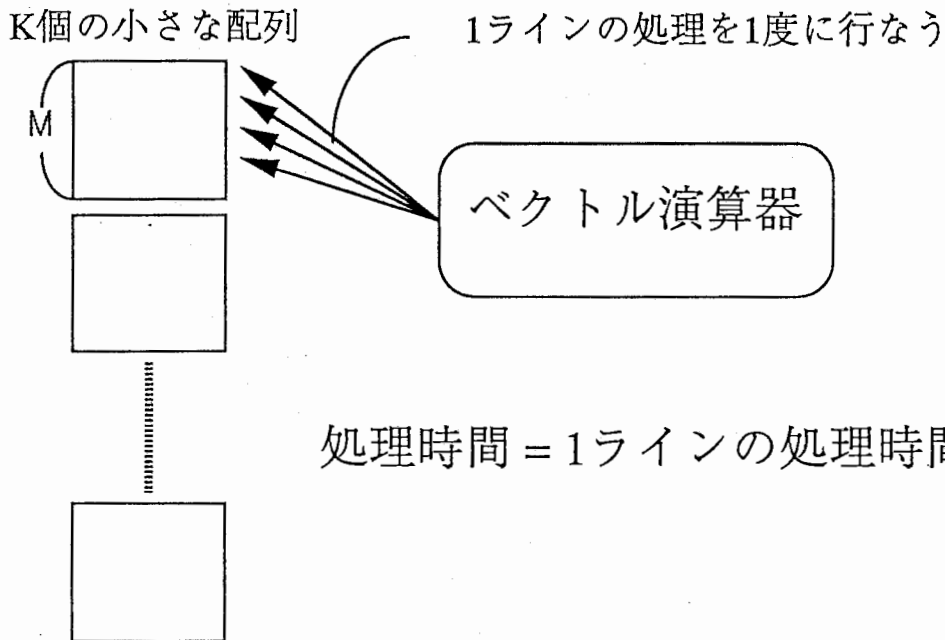 K個の小さな配列
1ラインの処理を1度に行なう
M
ベクトル演算器
処理時間 = 1ラインの処理時間